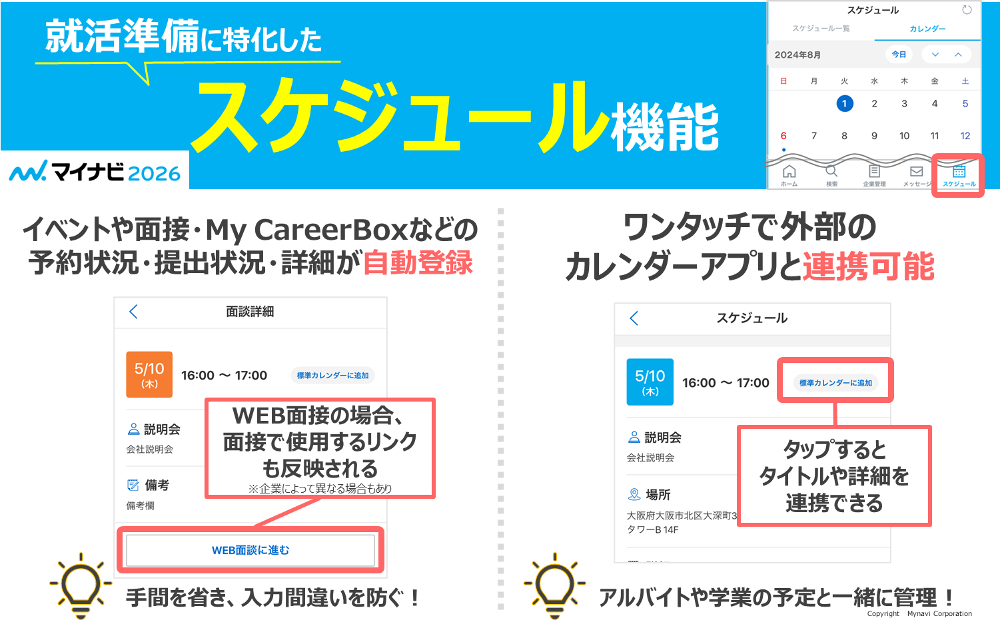 就活準備に特化した
スケジュール機能
マイナビ2026
スケジュール
スケジュール一覧 カレンダー
2024年8月 今日
日 月 火 水 木 金 土
1 2 3 4 5
6 7 8 9 10 11 12
ホーム 検索 企業管理 メッセージ スケジュール
イベントや面接・My CareerBoxなどの
予約状況・提出状況・詳細が自動登録
面談詳細
5/10
(木)
16:00 ～ 17:00
標準カレンダーに追加
説明会
会社説明会
備考
備考欄
WEB面接の場合、
面接で使用するリンク
も反映される
※企業によって異なる場合もあり
WEB面談に進む
手間を省き、入力間違いを防ぐ！
ワンタッチで外部の
カレンダーアプリと連携可能
スケジュール
5/10
(木)
16:00 ～ 17:00
標準カレンダーに追加
説明会
会社説明会
場所
大阪府大阪市北区大深町3
タワーB 14F
タップすると
タイトルや詳細を
連携できる
アルバイトや学業の予定と一緒に管理！
Copyright Mynavi Corporation